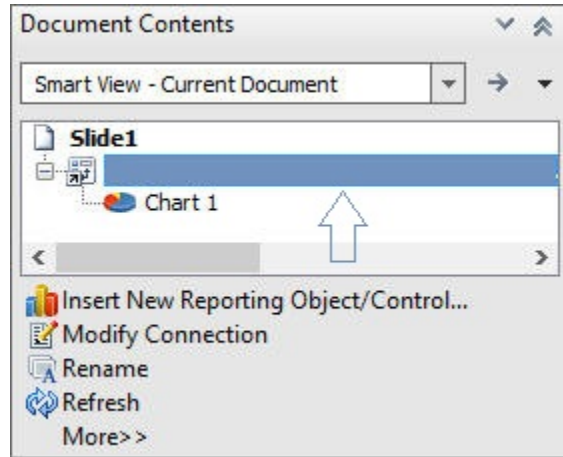 Document Contents
Smart View - Current Document
Slide1
Chart 1
Insert New Reporting Object/Control...
Modify Connection
Rename
Refresh
More>>